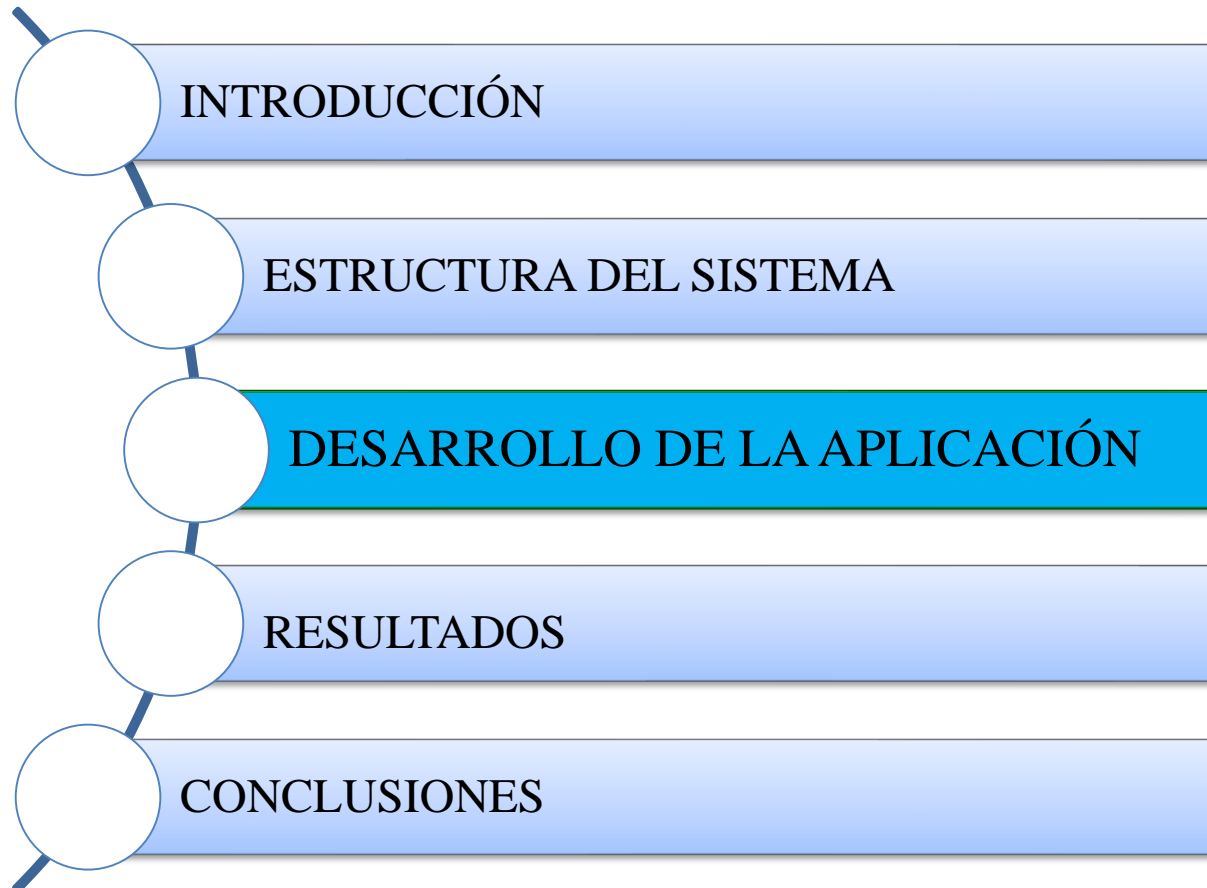 INTRODUCCIÓN
ESTRUCTURA DEL SISTEMA
DESARROLLO DE LA APLICACIÓN
RESULTADOS
CONCLUSIONES